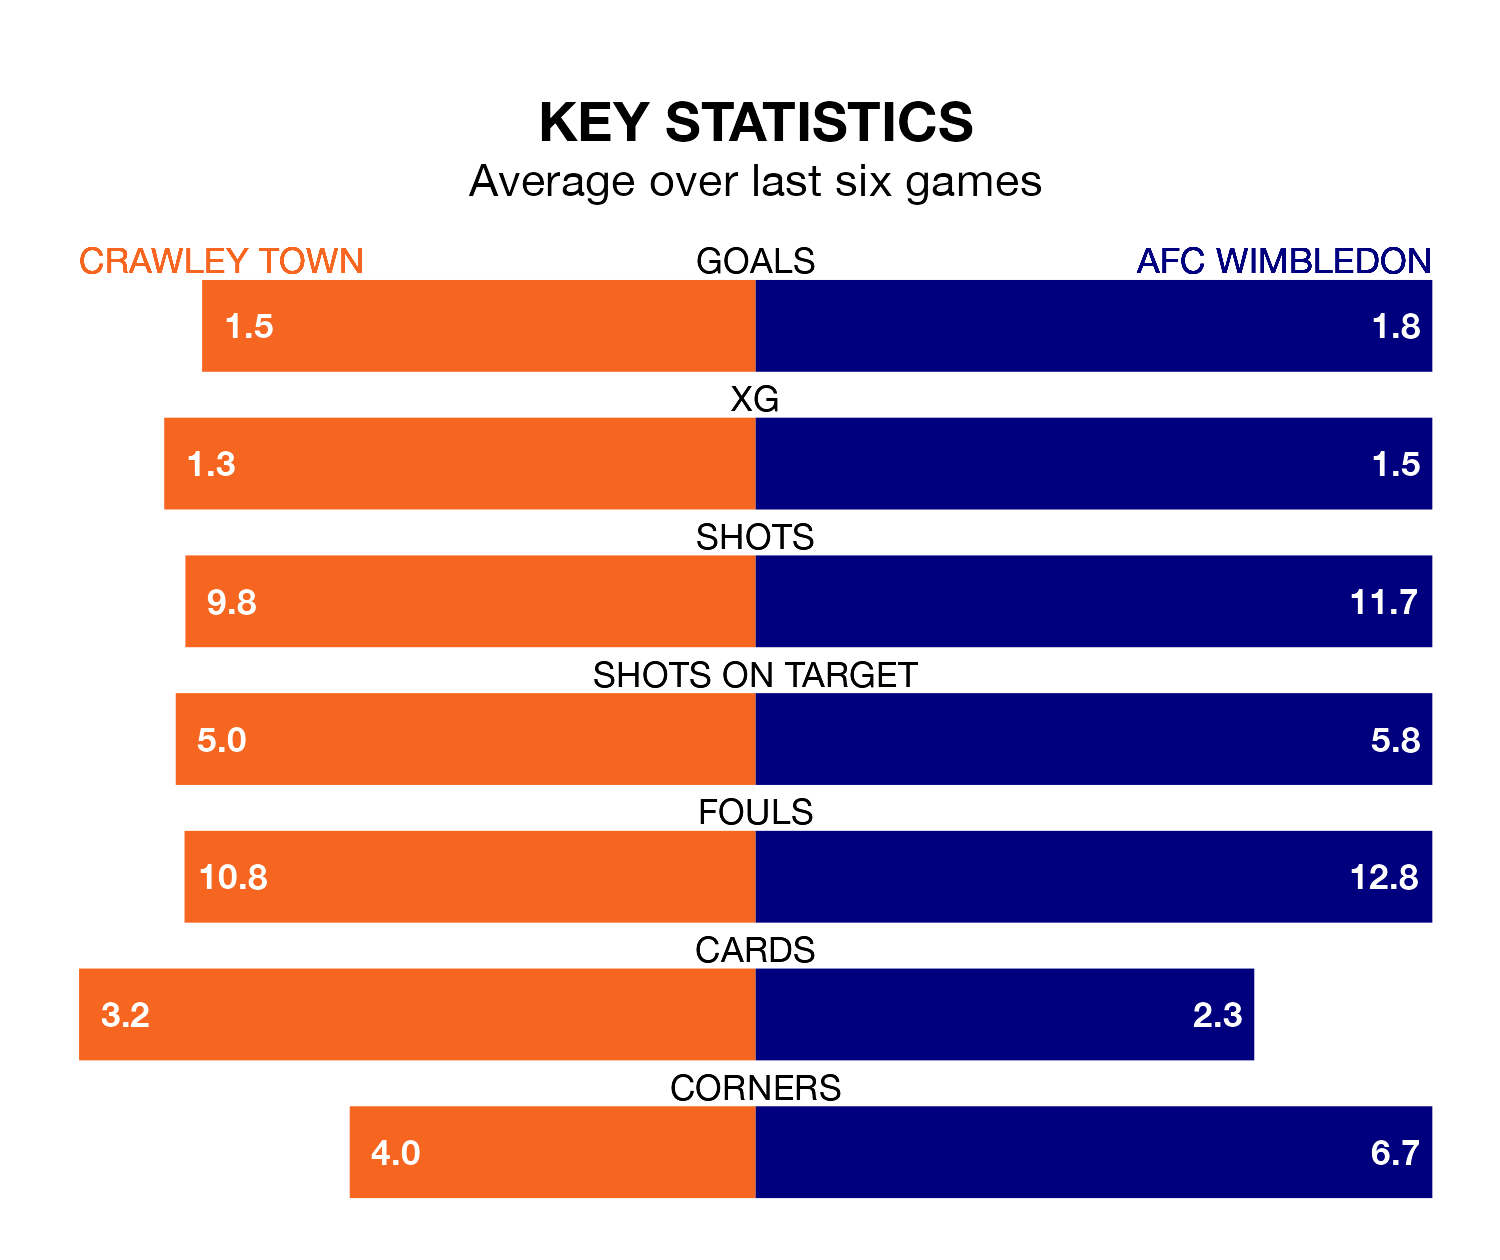 KEY STATISTICS
Average over last six games
CRAWLEY TOWN GOALS AFC WIMBLEDON
1.5 1.8
XG
1.3 1.5
SHOTS
9.8 11.7
SHOTS ON TARGET
5.0 5.8
FOULS
10.8 12.8
CARDS
3.2 2.3
CORNERS
4.0 6.7